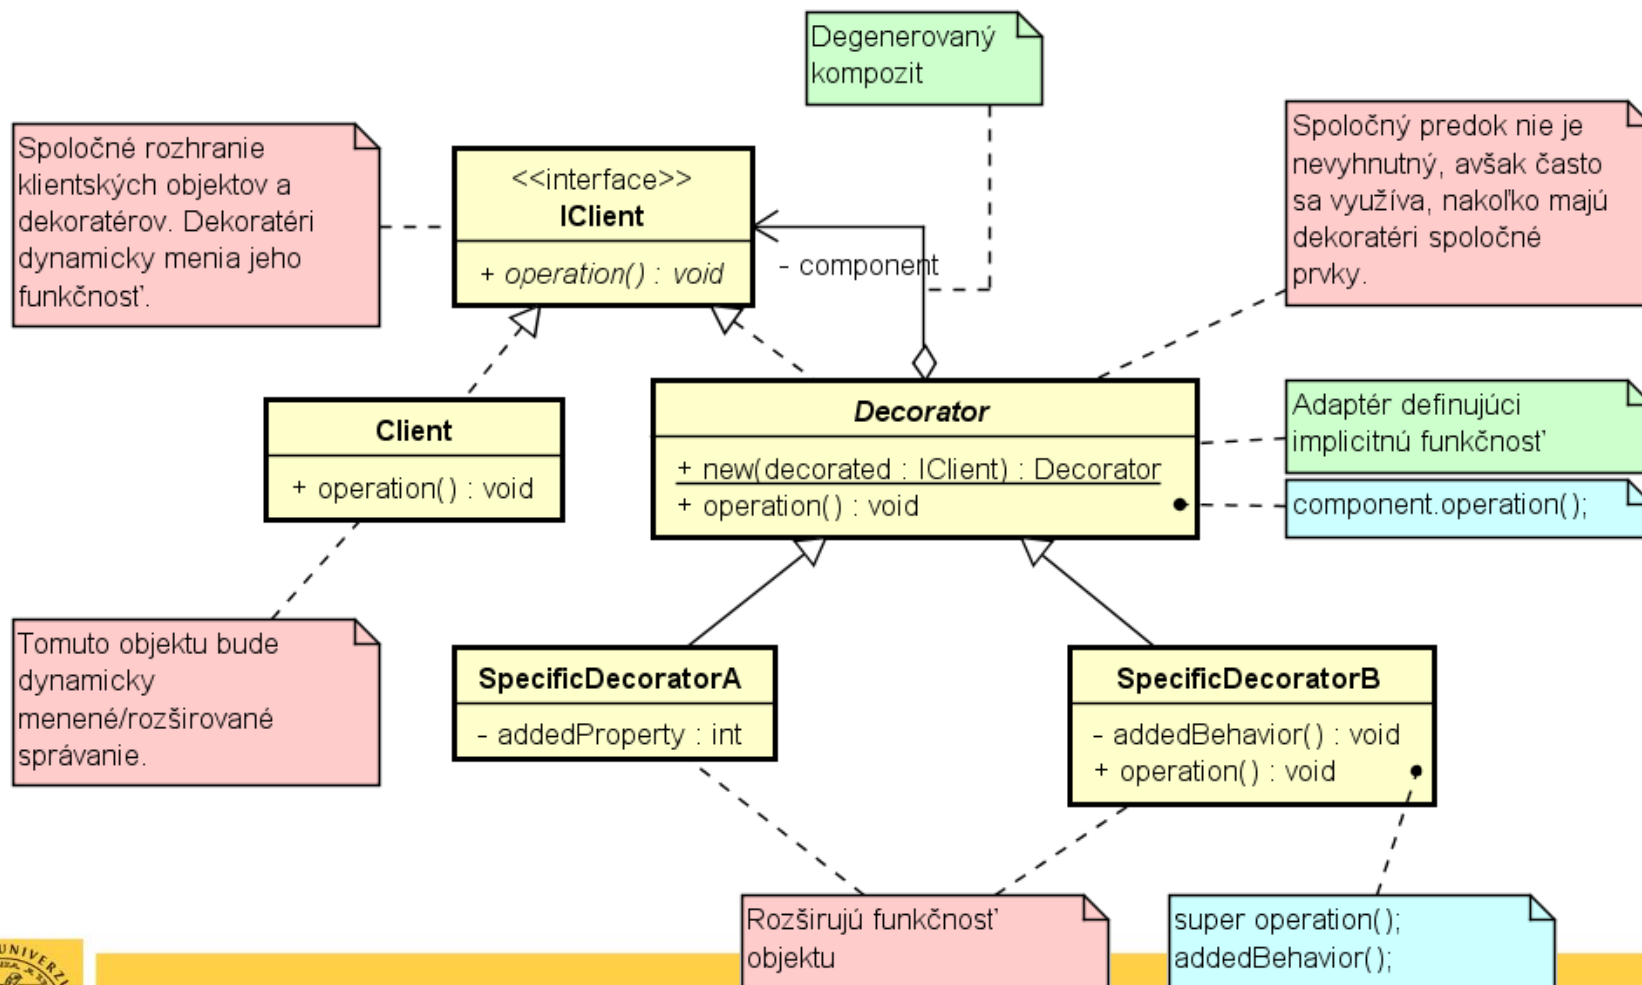 Degenerovaný
kompozit
Spoločné rozhranie
klientských objektov a
dekoratérov. Dekoratéri
dynamicky menia jeho
funkčnosť.
<<interface>>
IClient
+ operation() : void
- component
Spoločný predok nie je
nevyhnutný, avšak často
sa využíva, nakoľko majú
dekoratéri spoločné
prvky.
Client
+ operation() : void
Decorator
+ new(decorated : IClient) : Decorator
+ operation() : void
Adaptér definujúci
implicitnú funkčnosť
component.operation();
Tomuto objektu bude
dynamicky
menené/rozširované
správanie.
SpecificDecoratorA
- addedProperty : int
SpecificDecoratorB
- addedBehavior() : void
+ operation() : void
Rozširujú funkčnosť
objektu
super operation();
addedBehavior();